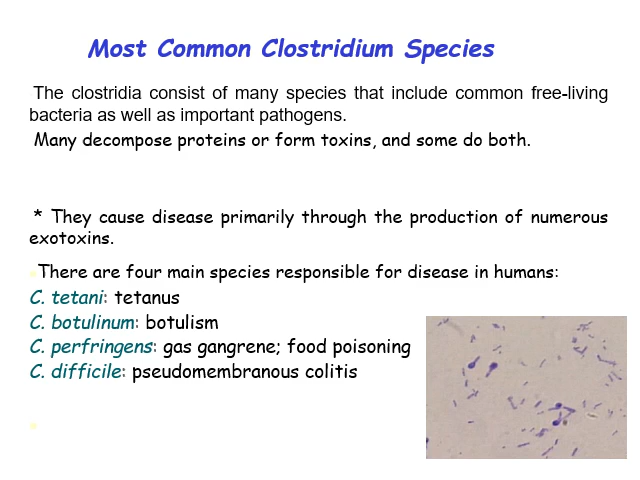 Most Common Clostridium Species
The clostridia consist of many species that include common free-living
bacteria as well as important pathogens.
Many decompose proteins or form toxins, and some do both.
* They cause disease primarily through the production of numerous
exotoxins.
There are four main species responsible for disease in humans:
C. tetani: tetanus
C. botulinum: botulism
C. perfringens: gas gangrene; food poisoning
C. difficile: pseudomembranous colitis